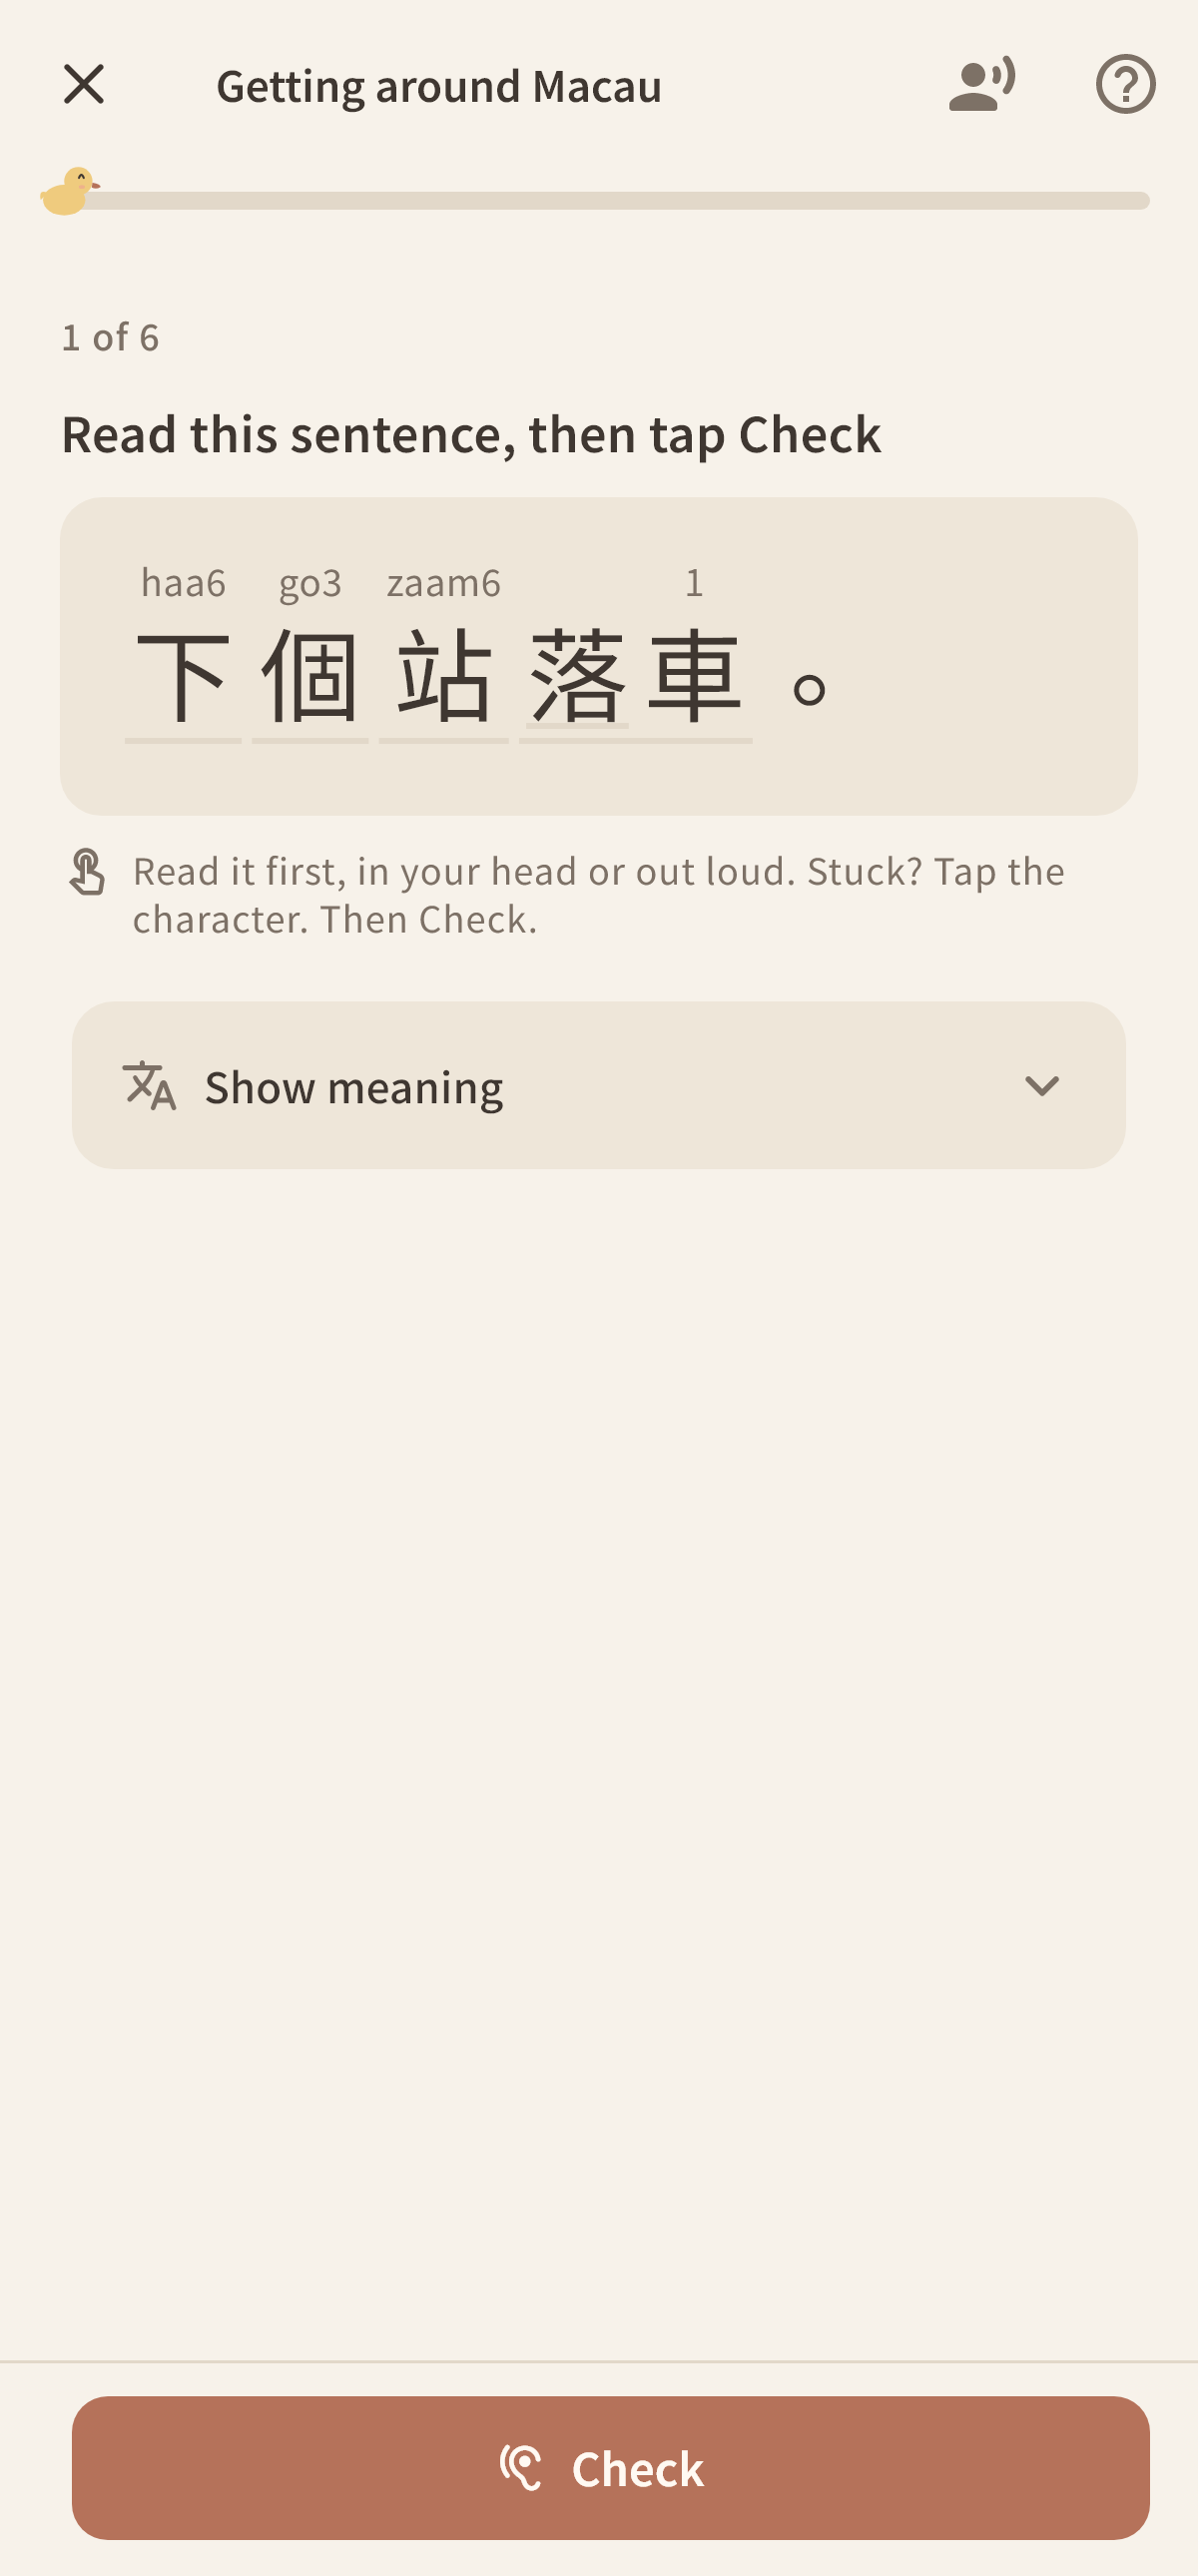 Getting around Macau
1 of 6
Read this sentence, then tap Check
haa6 go3 zaam6 1
下個站落車。
Read it first, in your head or out loud. Stuck? Tap the
character. Then Check.
Show meaning
Check